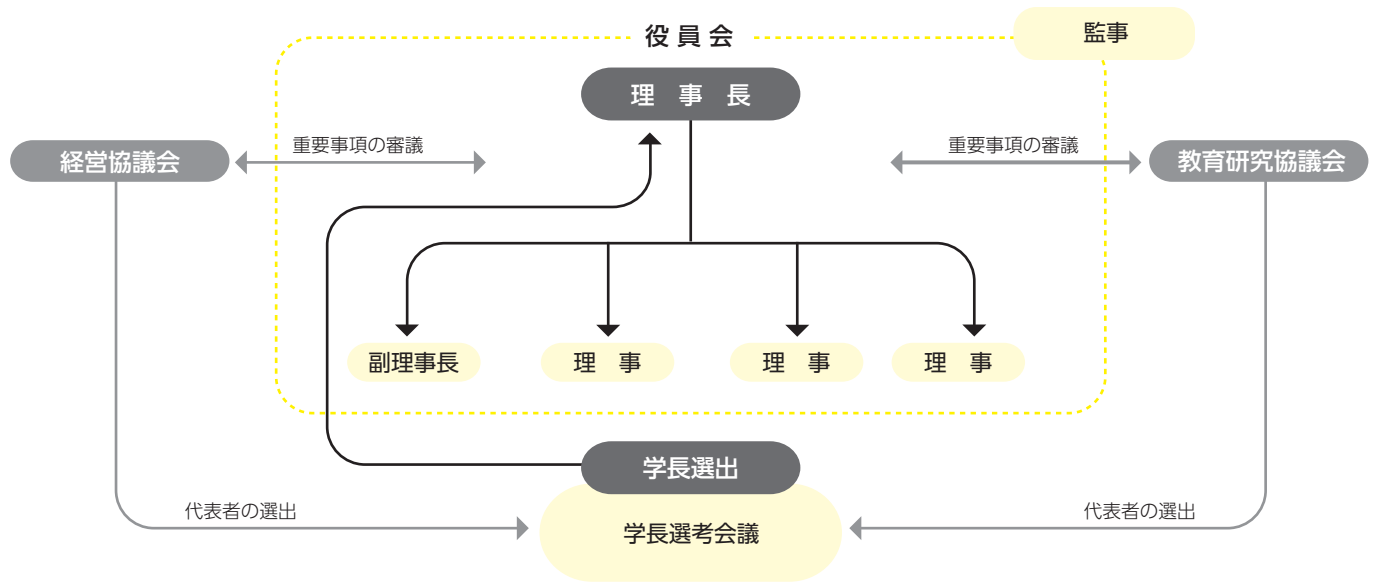 役員会
監事
理事長
重要事項の審議
重要事項の審議
経営協議会
教育研究協議会
副理事長
理事
理事
理事
学長選出
代表者の選出
代表者の選出
学長選考会議